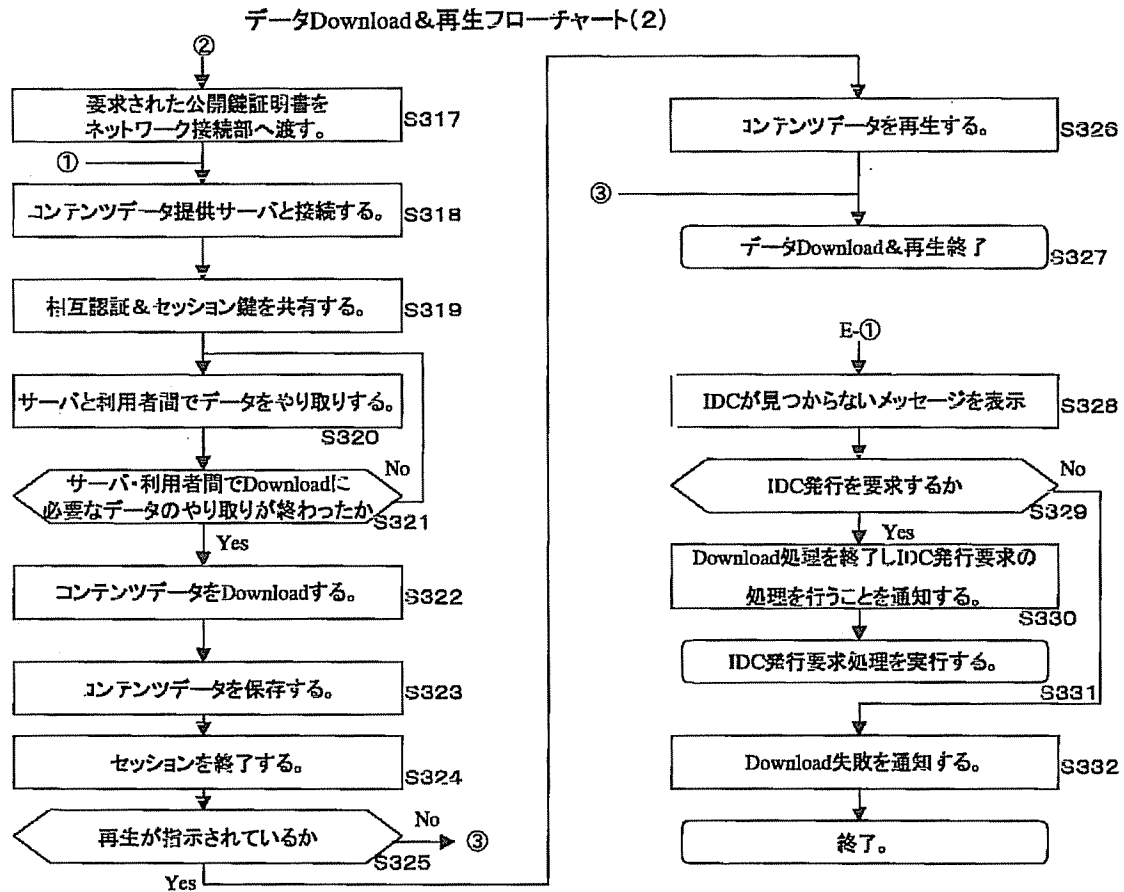 データDownload&再生フローチャート(2)
②
要求された公開鍵証明書を
ネットワーク接続部へ渡す。
S317
①
コンテンツデータ提供サーバと接続する。
S318
相互認証&セッション鍵を共有する。
S319
サーバと利用者間でデータをやり取りする。
S320
サーバ・利用者間でDownloadに
必要なデータのやり取りが終わったか
S321
No
Yes
コンテンツデータをDownloadする。
S322
コンテンツデータを保存する。
S323
セッションを終了する。
S324
再生が指示されているか
S325
No
③
Yes
コンテンツデータを再生する。
S326
③
データDownload&再生終了
S327
E-①
IDCが見つからないメッセージを表示
S328
IDC発行を要求するか
No
S329
Yes
Download処理を終了しIDC発行要求の
処理を行うことを通知する。
S330
IDC発行要求処理を実行する。
S331
Download失敗を通知する。
S332
終了。